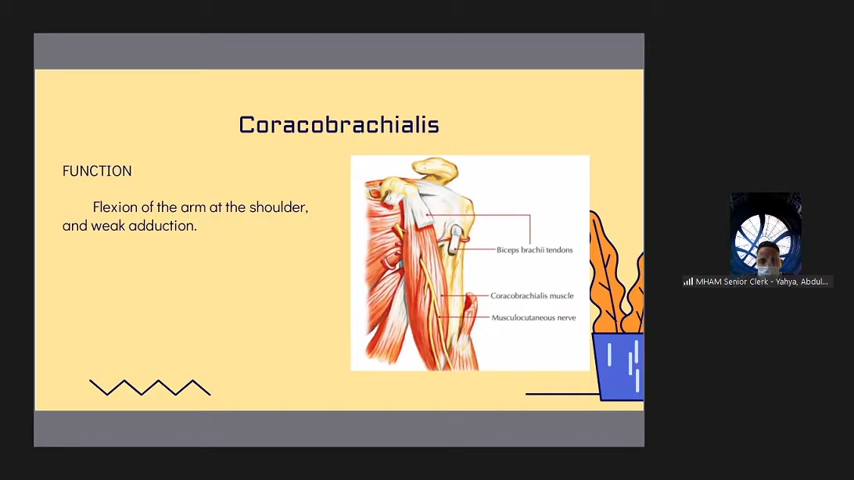 Coracobrachialis
FUNCTION
Flexion of the arm at the shoulder,
and weak adduction.
Biceps brachii tendons
Coracobrachialis muscle
Musculocutaneous nerve
MHAM Senior Clerk - Yahya, Abdul...